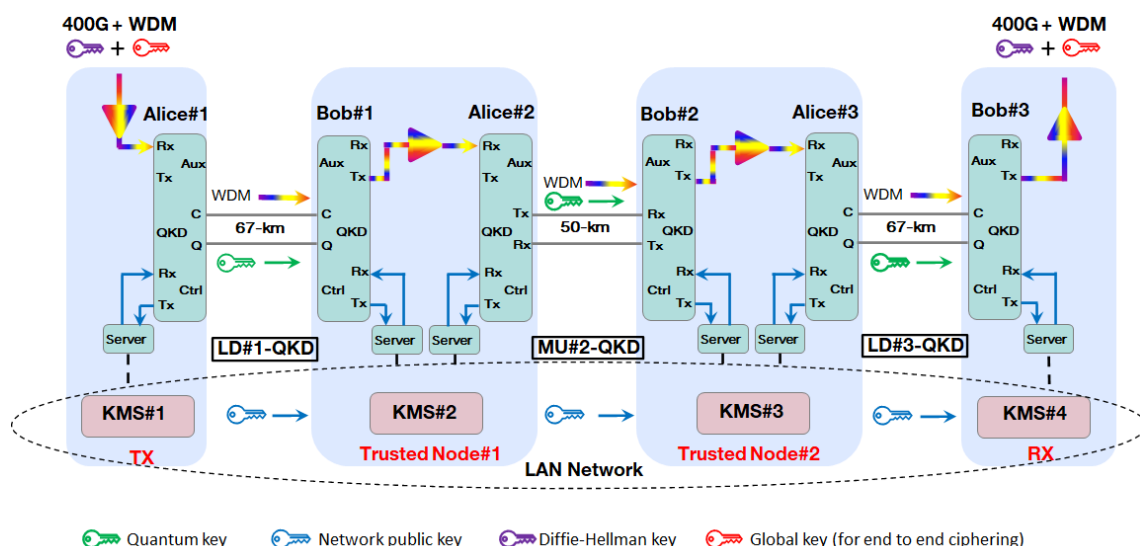 400G + WDM
+
400G + WDM
+
Alice#1
Bob#1
Alice#2
Bob#2
Alice#3
Bob#3
Rx
Aux
Tx
C
QKD
Q
Rx
Ctrl
Tx
Server
WDM
67-km
LD#1-QKD
Rx
Aux
Tx
C
QKD
Q
Rx
Ctrl
Tx
Server
Rx
Aux
Tx
Tx
QKD
Rx
Rx
Ctrl
Tx
Server
WDM
50-km
MU#2-QKD
Rx
Aux
Tx
Rx
QKD
Tx
Rx
Ctrl
Tx
Server
Rx
Aux
Tx
C
QKD
Q
Rx
Ctrl
Tx
Server
WDM
67-km
LD#3-QKD
Rx
Aux
Tx
C
QKD
Q
Rx
Ctrl
Tx
Server
KMS#1
KMS#2
KMS#3
KMS#4
TX
Trusted Node#1
Trusted Node#2
RX
LAN Network
Quantum key
Network public key
Diffie-Hellman key
Global key (for end to end ciphering)